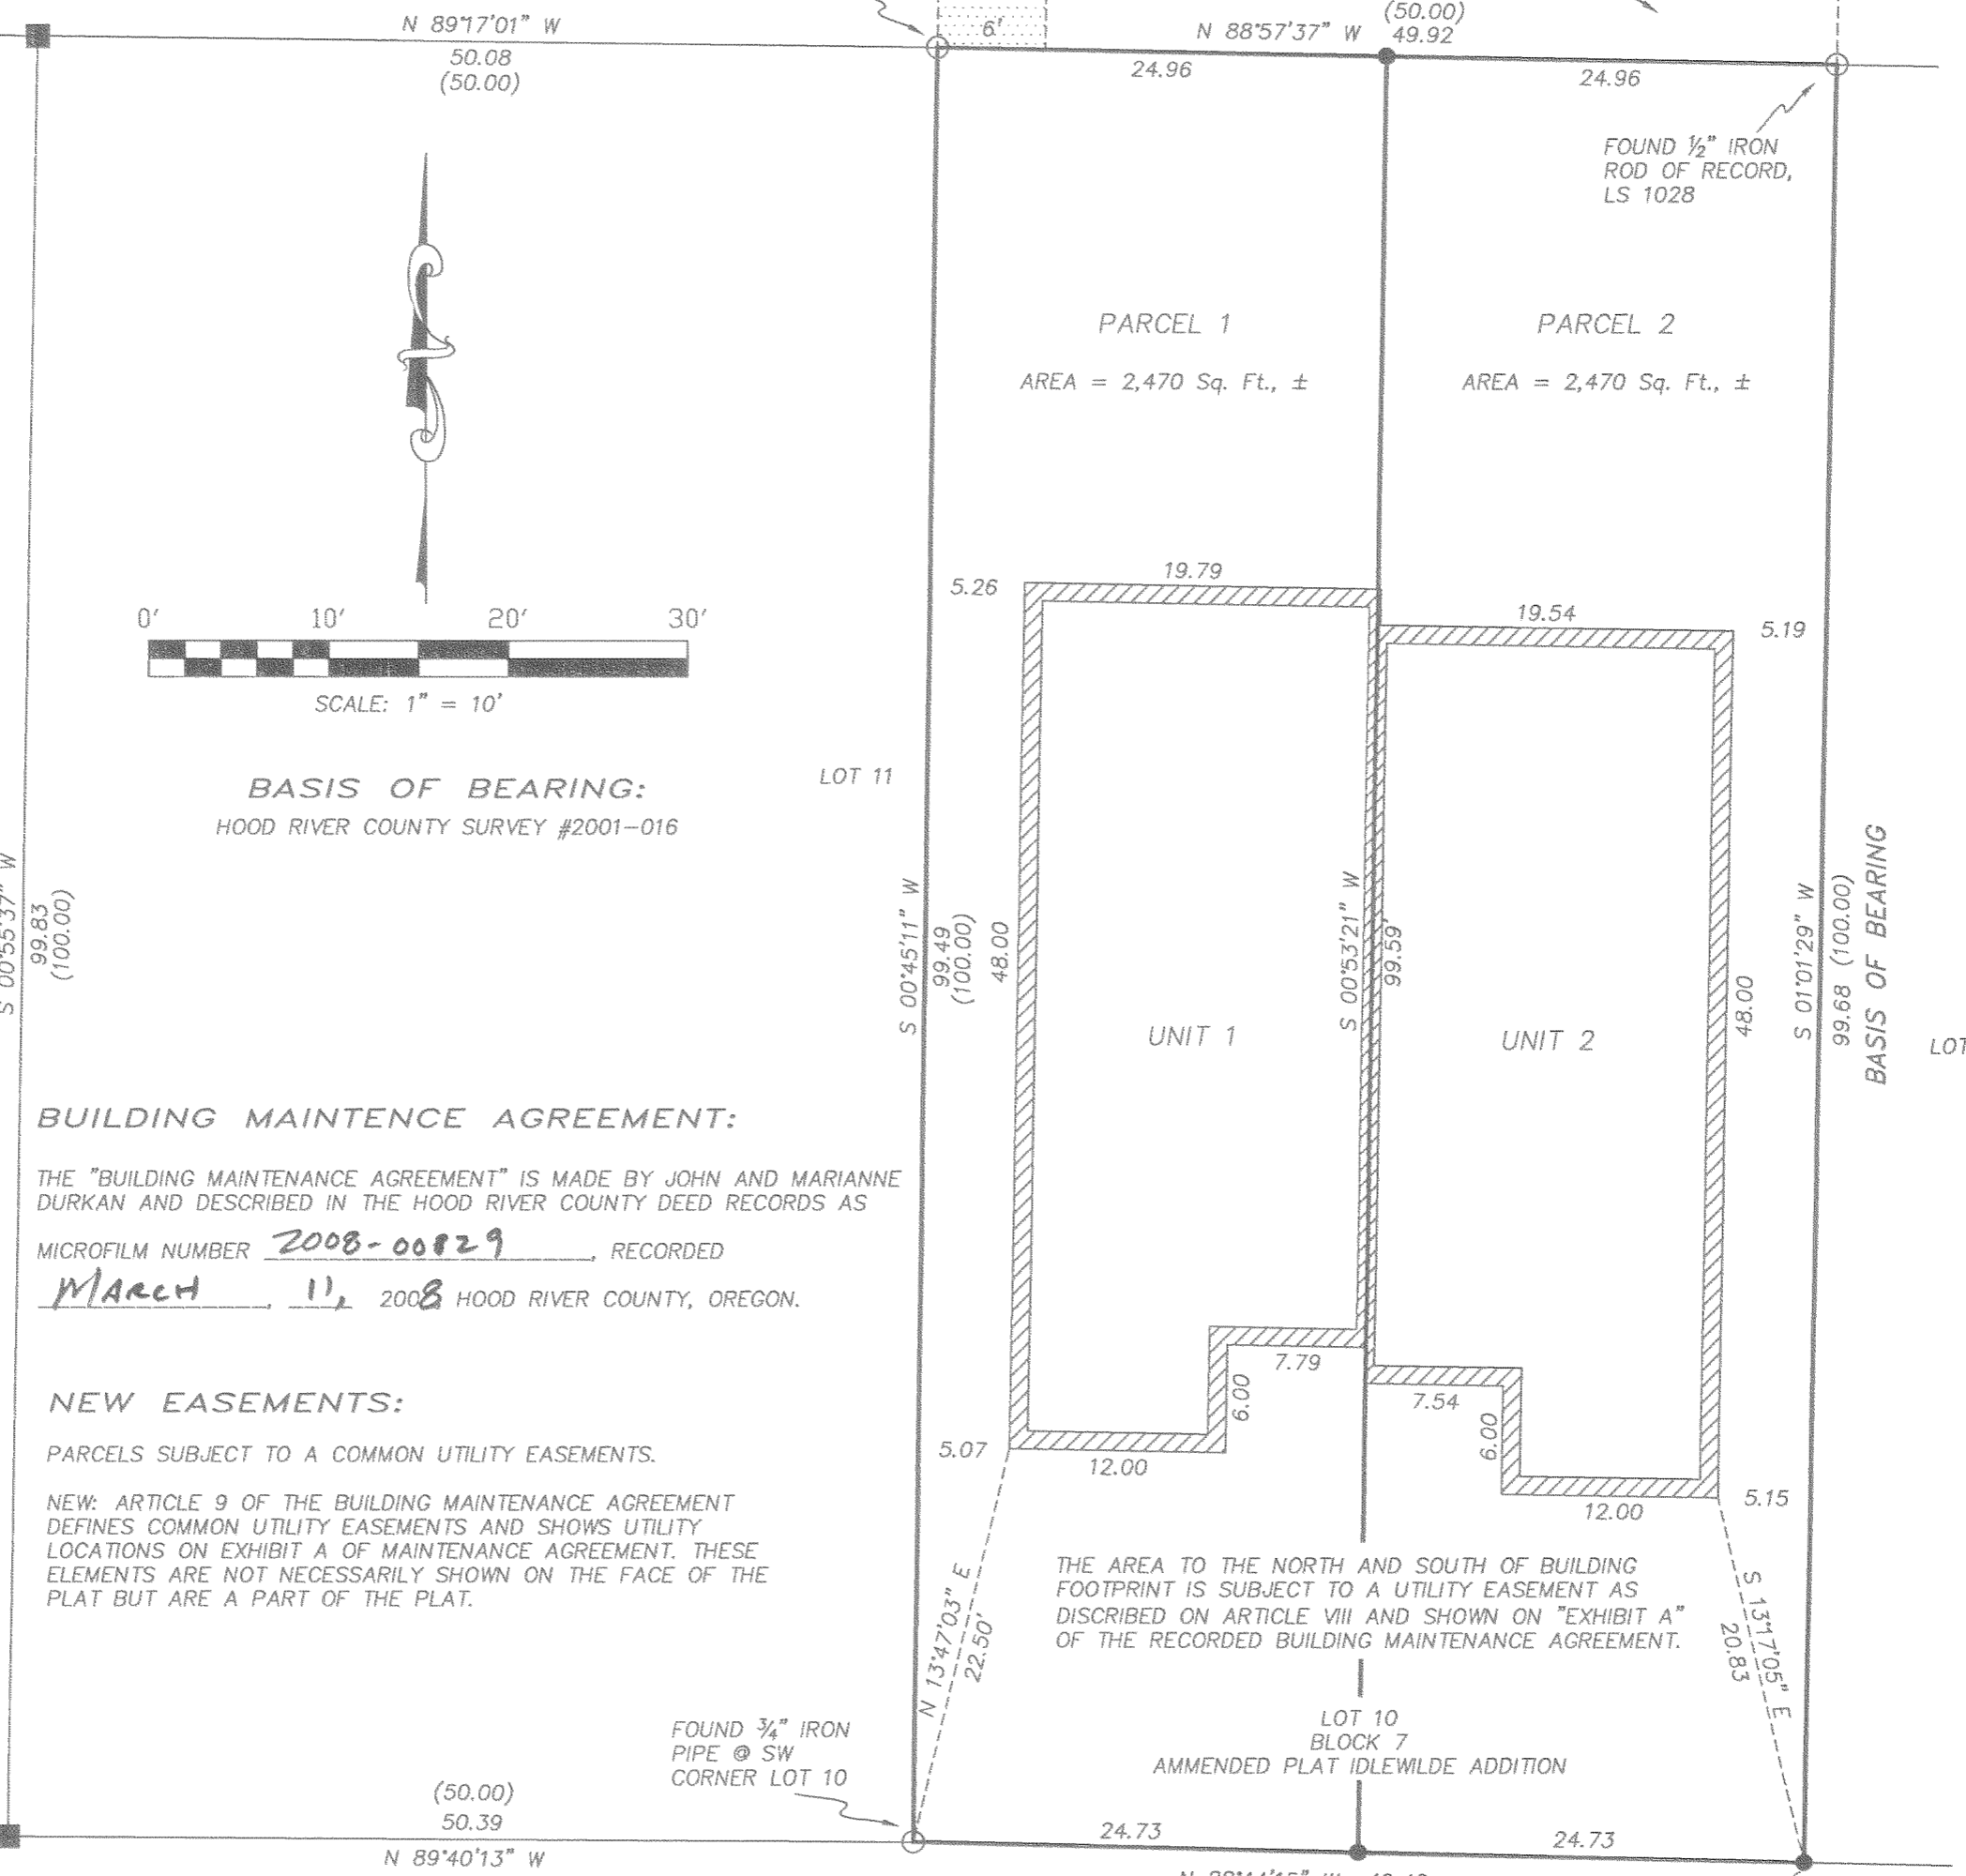 N 89°17'01" W
50.08
(50.00)
6'
N 88°57'37" W
(50.00)
49.92
24.96
24.96
FOUND ½" IRON
ROD OF RECORD,
LS 1028
PARCEL 1
AREA = 2,470 Sq. Ft., ±
PARCEL 2
AREA = 2,470 Sq. Ft., ±
0' 10' 20' 30'
SCALE: 1" = 10'
BASIS OF BEARING:
HOOD RIVER COUNTY SURVEY #2001-016
LOT 11
5.26
19.79
19.54
5.19
S 00°55'37" W
99.83
(100.00)
S 00°45'11" W
99.49
(100.00)
48.00
UNIT 1
S 00°53'21" W
99.59'
UNIT 2
48.00
S 01°01'29" W
99.68 (100.00)
BASIS OF BEARING
LOT
BUILDING MAINTENCE AGREEMENT:
THE "BUILDING MAINTENANCE AGREEMENT" IS MADE BY JOHN AND MARIANNE
DURKAN AND DESCRIBED IN THE HOOD RIVER COUNTY DEED RECORDS AS
MICROFILM NUMBER 2008-00829, RECORDED
MARCH, 11, 2008 HOOD RIVER COUNTY, OREGON.
NEW EASEMENTS:
PARCELS SUBJECT TO A COMMON UTILITY EASEMENTS.
NEW: ARTICLE 9 OF THE BUILDING MAINTENANCE AGREEMENT
DEFINES COMMON UTILITY EASEMENTS AND SHOWS UTILITY
LOCATIONS ON EXHIBIT A OF MAINTENANCE AGREEMENT. THESE
ELEMENTS ARE NOT NECESSARILY SHOWN ON THE FACE OF THE
PLAT BUT ARE A PART OF THE PLAT.
7.79
6.00
5.07
12.00
7.54
6.00
12.00
5.15
THE AREA TO THE NORTH AND SOUTH OF BUILDING
FOOTPRINT IS SUBJECT TO A UTILITY EASEMENT AS
DISCRIBED ON ARTICLE VIII AND SHOWN ON "EXHIBIT A"
OF THE RECORDED BUILDING MAINTENANCE AGREEMENT.
N 13°47'03" E
22.50'
S 13°17'05" E
20.83
LOT 10
BLOCK 7
AMMENDED PLAT IDLEWILDE ADDITION
FOUND ¾" IRON
PIPE @ SW
CORNER LOT 10
(50.00)
50.39
N 89°40'13" W
24.73
24.73